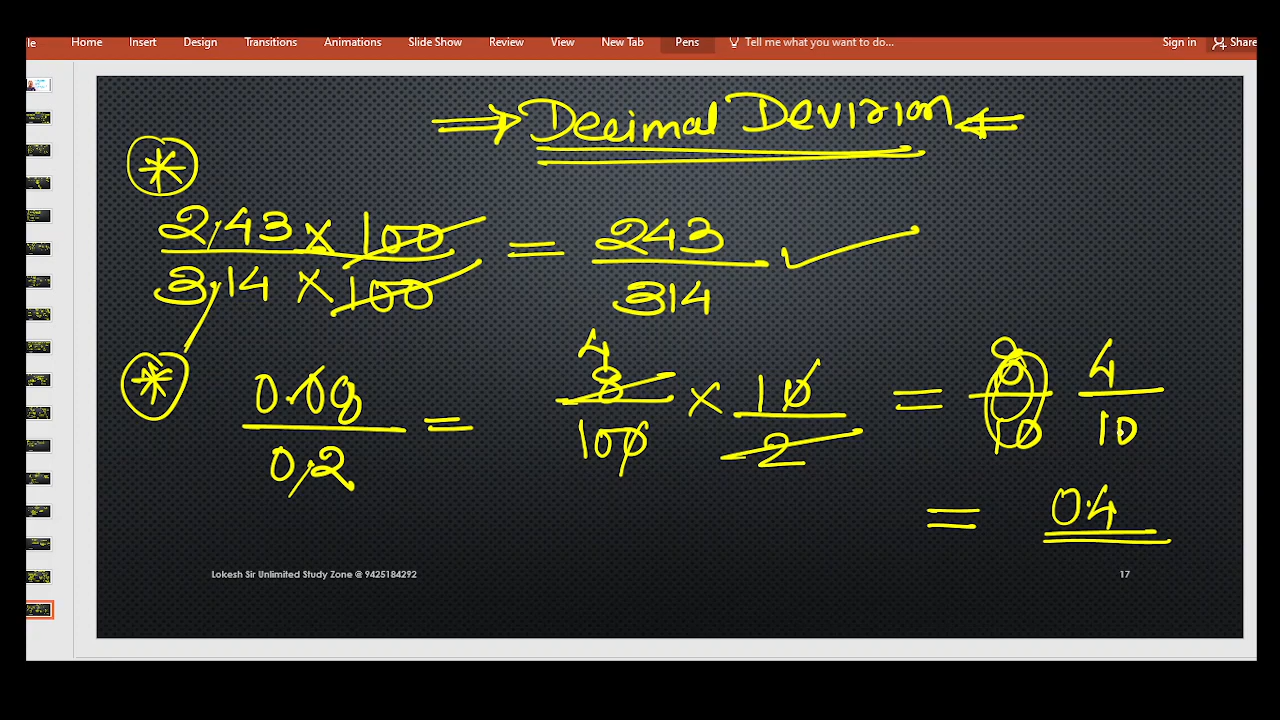 le Home Insert Design Transitions Animations Slide Show Review View New Tab Pens Tell me what you want to do... Sign in Share
⇒ Decimal Devision ⇐
* 2.43 × 100 / 3.14 × 100 = 243 / 314 ✓
* 0.08 / 0.2 = 8 / 100 × 10 / 2 = 4 / 10
4
= 0.4
Lokesh Sir Unlimited Study Zone @ 9425184292 17